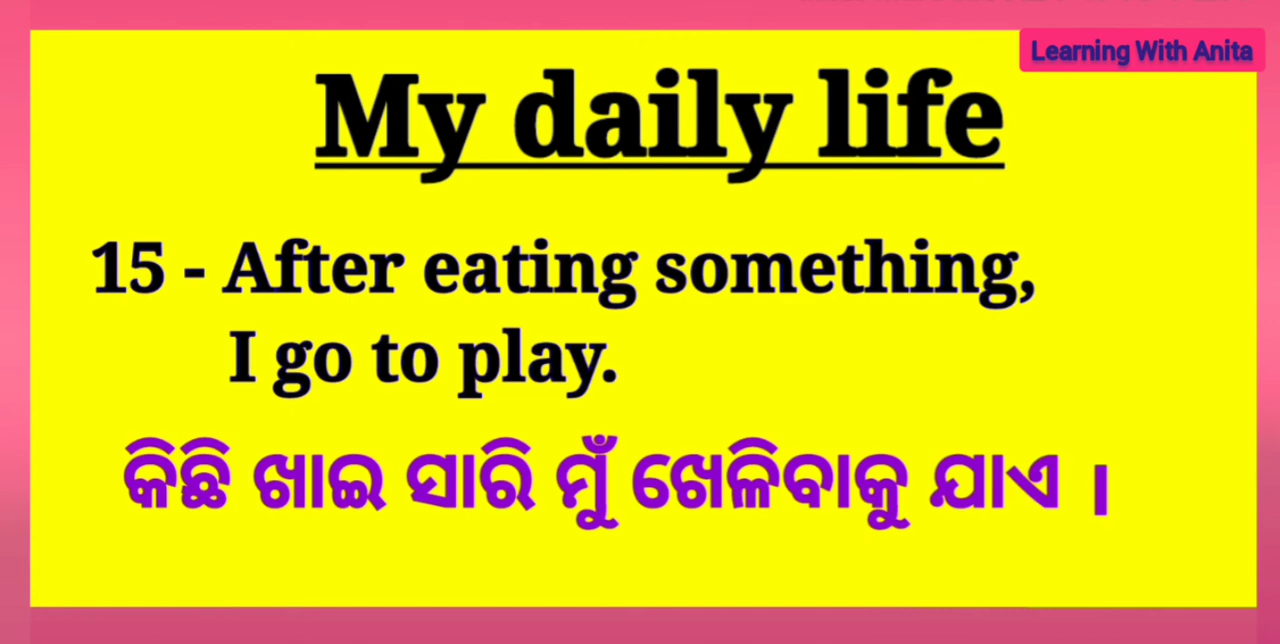 Learning With Anita
My daily life
15 - After eating something,
I go to play.
କିଛି ଖାଇ ସାରି ମୁଁ ଖେଳିବାକୁ ଯାଏ ।